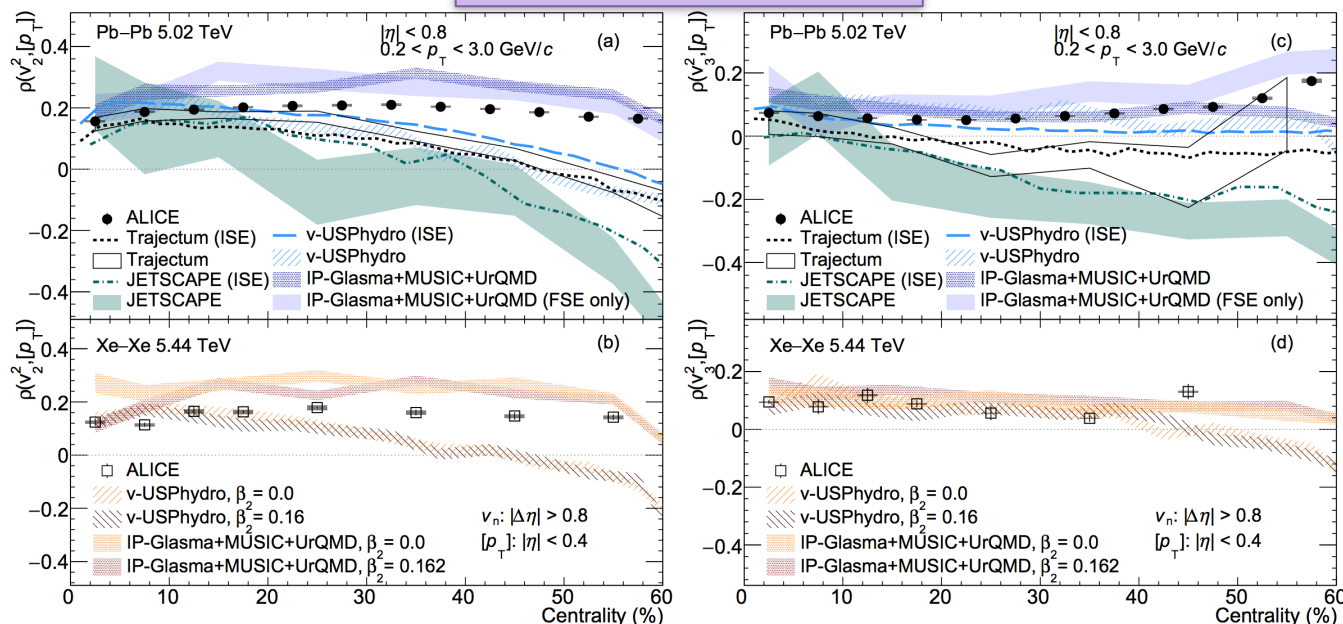 Pb–Pb 5.02 TeV
|η| < 0.8
0.2 < p_T < 3.0 GeV/c
(a)
ρ(v₂²,[p_T])
0.4
0.2
0
−0.2
−0.4
ALICE
Trajectum (ISE)
Trajectum
JETSCAPE (ISE)
JETSCAPE
v-USPhydro (ISE)
v-USPhydro
IP-Glasma+MUSIC+UrQMD
IP-Glasma+MUSIC+UrQMD (FSE only)
Xe–Xe 5.44 TeV
(b)
ρ(v₂²,[p_T])
0.4
0.2
0
−0.2
−0.4
ALICE
v-USPhydro, β₂ = 0.0
v-USPhydro, β₂ = 0.16
IP-Glasma+MUSIC+UrQMD, β₂ = 0.0
IP-Glasma+MUSIC+UrQMD, β₂ = 0.162
vₙ: |Δη| > 0.8
[p_T]: |η| < 0.4
0 10 20 30 40 50 60
Centrality (%)
Pb–Pb 5.02 TeV
|η| < 0.8
0.2 < p_T < 3.0 GeV/c
(c)
ρ(v₃²,[p_T])
0.2
0
−0.2
−0.4
ALICE
Trajectum (ISE)
Trajectum
JETSCAPE (ISE)
JETSCAPE
v-USPhydro (ISE)
v-USPhydro
IP-Glasma+MUSIC+UrQMD
IP-Glasma+MUSIC+UrQMD (FSE only)
Xe–Xe 5.44 TeV
(d)
ρ(v₃²,[p_T])
0.2
0
−0.2
−0.4
ALICE
v-USPhydro, β₂ = 0.0
v-USPhydro, β₂ = 0.16
IP-Glasma+MUSIC+UrQMD, β₂ = 0.0
IP-Glasma+MUSIC+UrQMD, β₂ = 0.162
vₙ: |Δη| > 0.8
[p_T]: |η| < 0.4
0 10 20 30 40 50 60
Centrality (%)